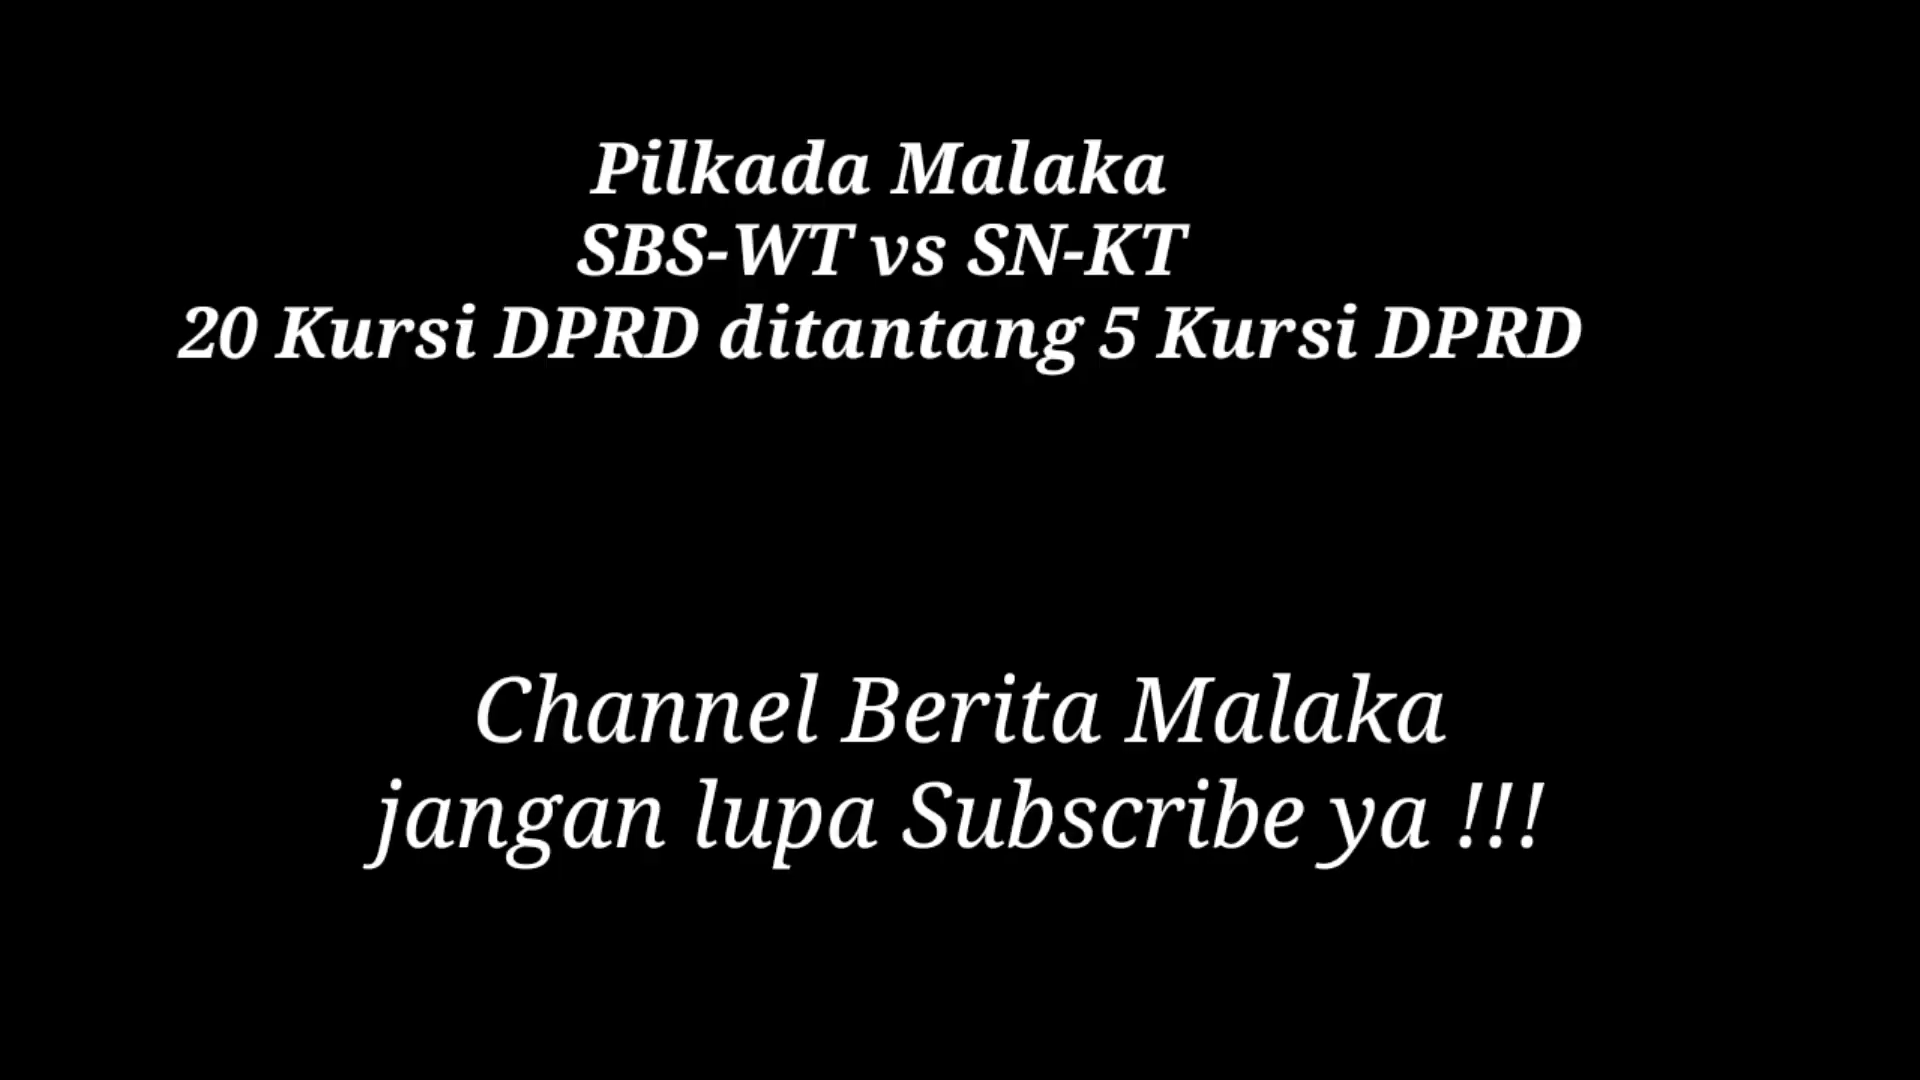 Pilkada Malaka
SBS-WT vs SN-KT
20 Kursi DPRD ditantang 5 Kursi DPRD
Channel Berita Malaka
jangan lupa Subscribe ya !!!